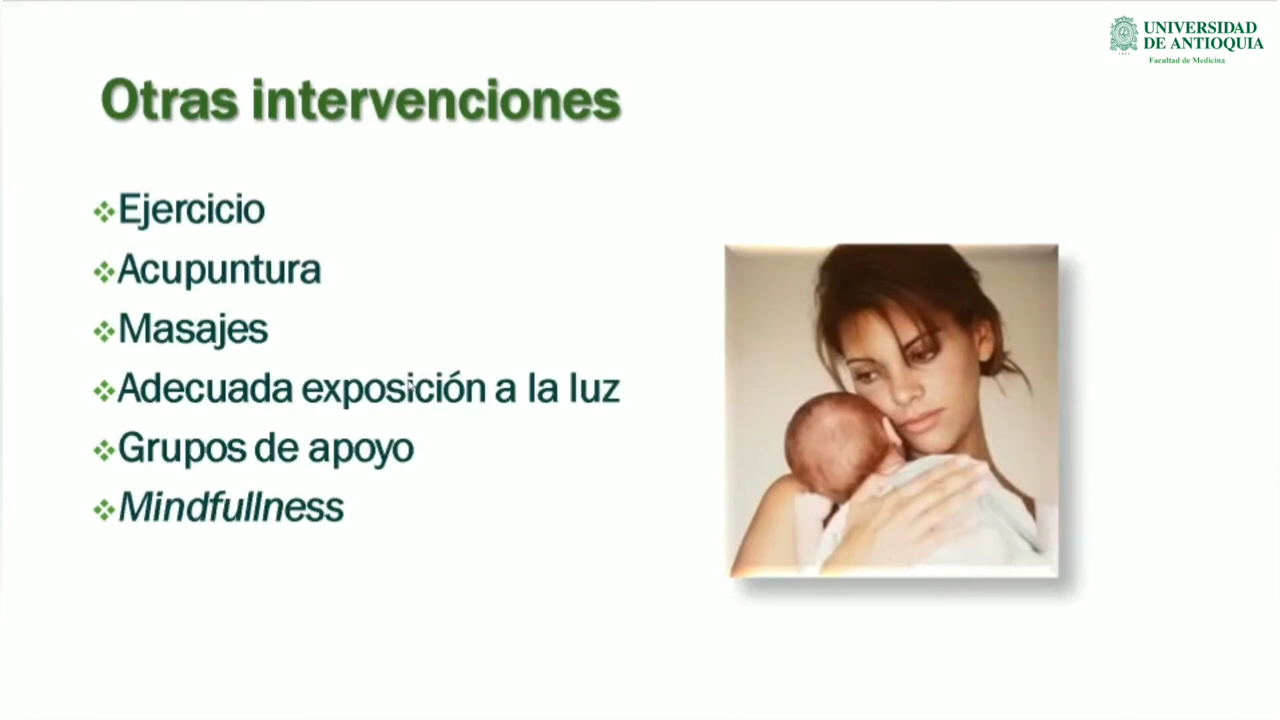 UNIVERSIDAD
DE ANTIOQUIA
Facultad de Medicina
Otras intervenciones
Ejercicio
Acupuntura
Masajes
Adecuada exposición a la luz
Grupos de apoyo
Mindfullness